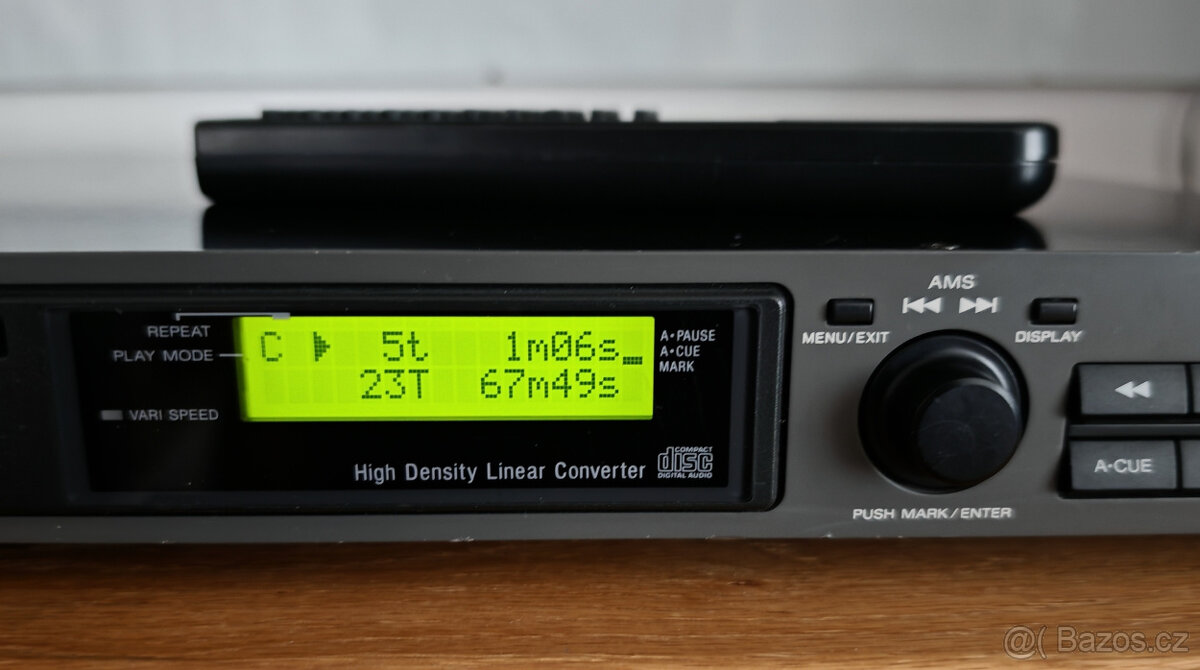 AMS
REPEAT
PLAY MODE
VARI SPEED
C 5t 1m06s
23T 67m49s
A•PAUSE
A•CUE
MARK
High Density Linear Converter
COMPACT
disc
DIGITAL AUDIO
MENU/EXIT
DISPLAY
A•CUE
PUSH MARK/ENTER
@( Bazos.cz